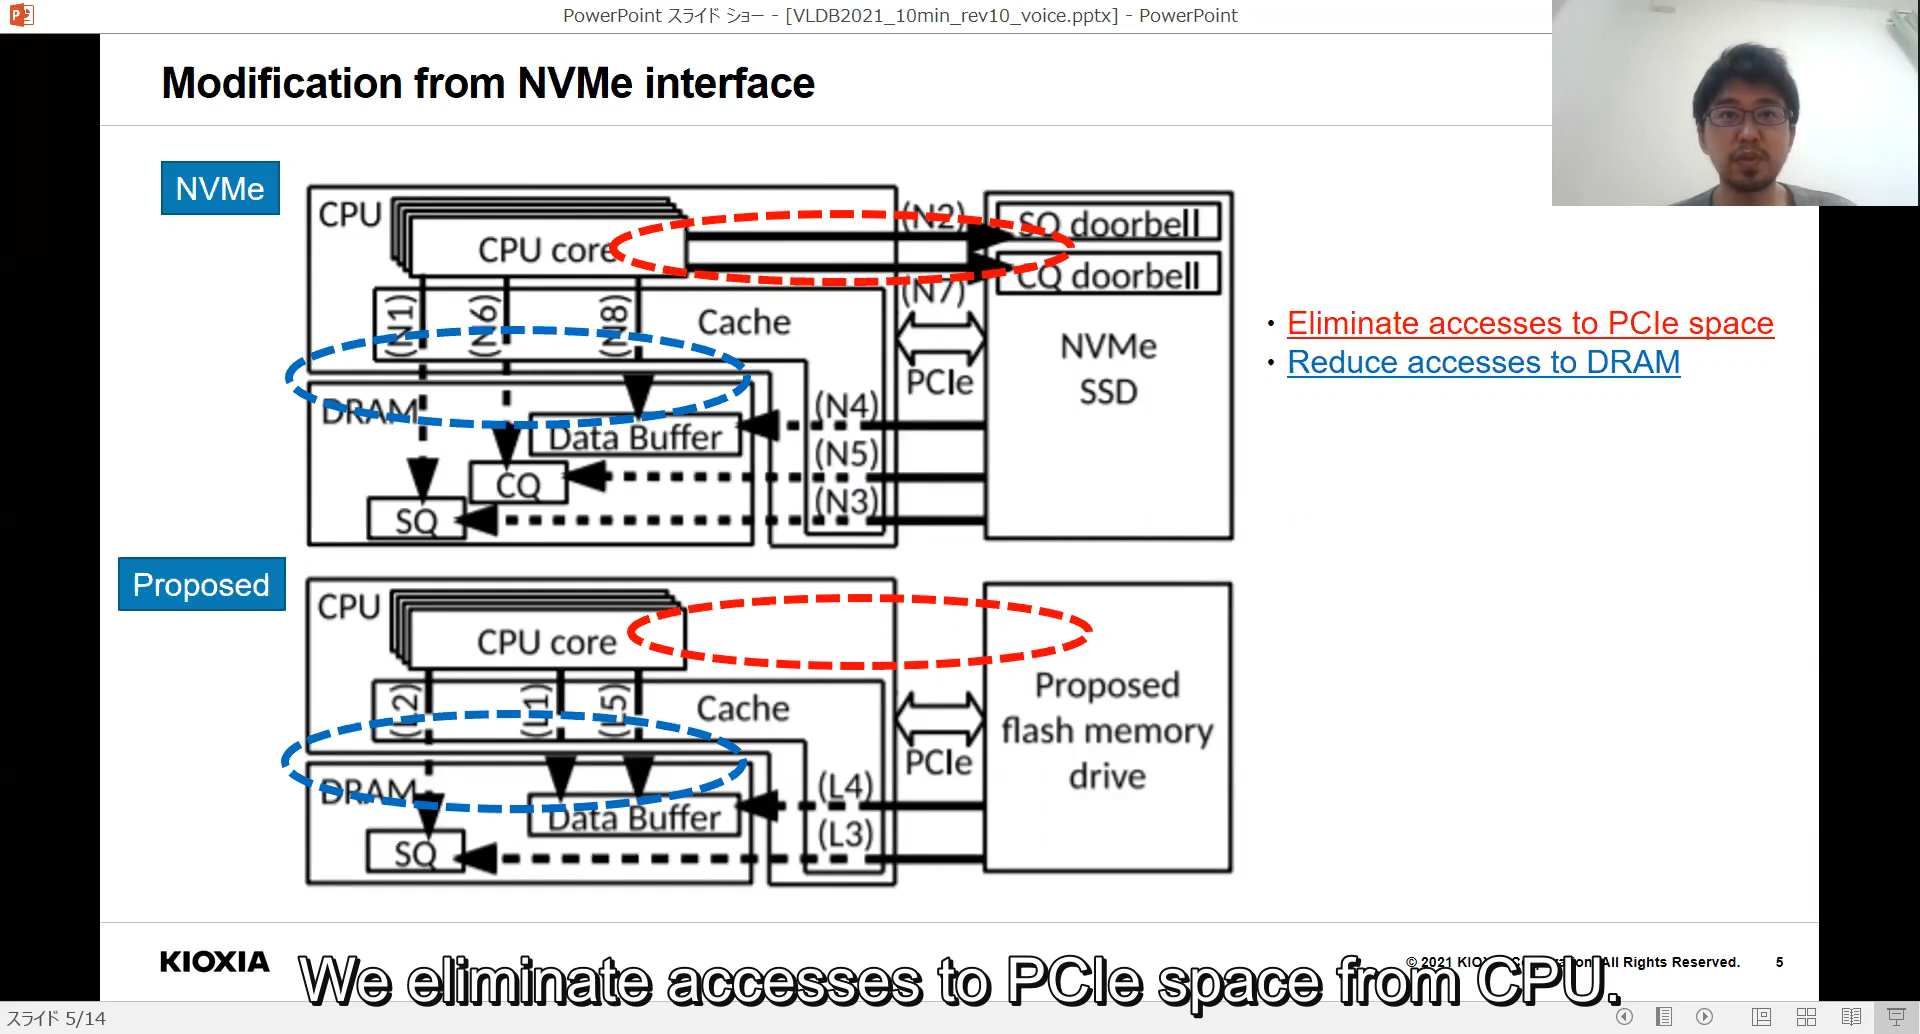 PowerPoint スライド ショー - [VLDB2021_10min_rev10_voice.pptx] - PowerPoint
Modification from NVMe interface
NVMe
CPU
CPU core
(N2)
SQ doorbell
CQ doorbell
(N7)
(N1)
(N6)
(N8)
Cache
NVMe
SSD
PCIe
DRAM
(N4)
Data Buffer
(N5)
CQ
(N3)
SQ
• Eliminate accesses to PCIe space
• Reduce accesses to DRAM
Proposed
CPU
CPU core
(L2)
(L1)
(L5)
Cache
Proposed
flash memory
drive
PCIe
DRAM
(L4)
Data Buffer
(L3)
SQ
KIOXIA
© 2021 KIOXIA Corporation. All Rights Reserved.
5
We eliminate accesses to PCIe space from CPU.
スライド 5/14